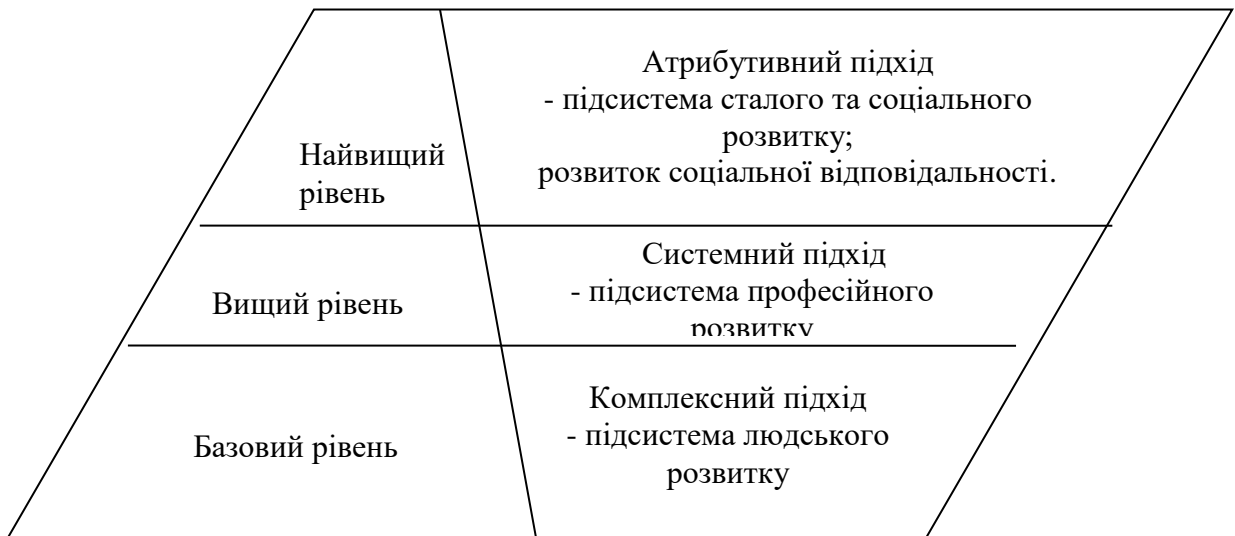 Атрибутивний підхід
- підсистема сталого та соціального
розвитку;
розвиток соціальної відповідальності.
Найвищий
рівень
Системний підхід
- підсистема професійного
розвитку
Вищий рівень
Комплексний підхід
- підсистема людського
розвитку
Базовий рівень